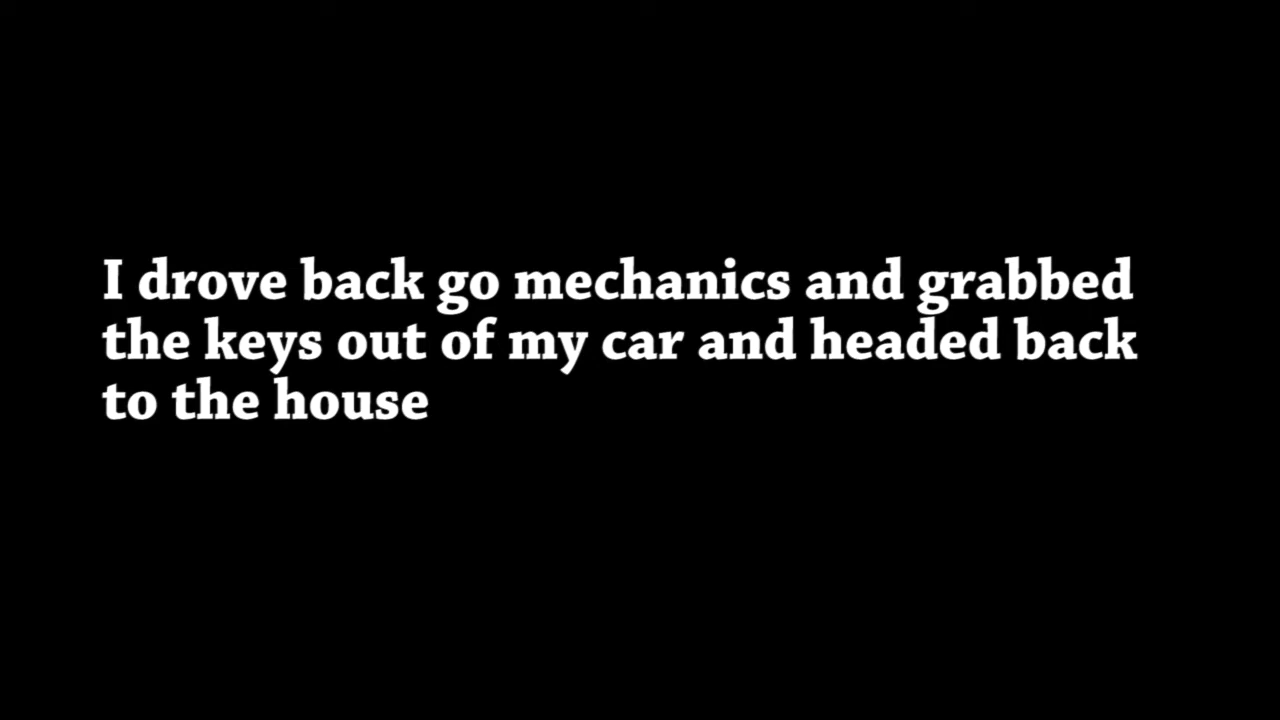 I drove back go mechanics and grabbed
the keys out of my car and headed back
to the house